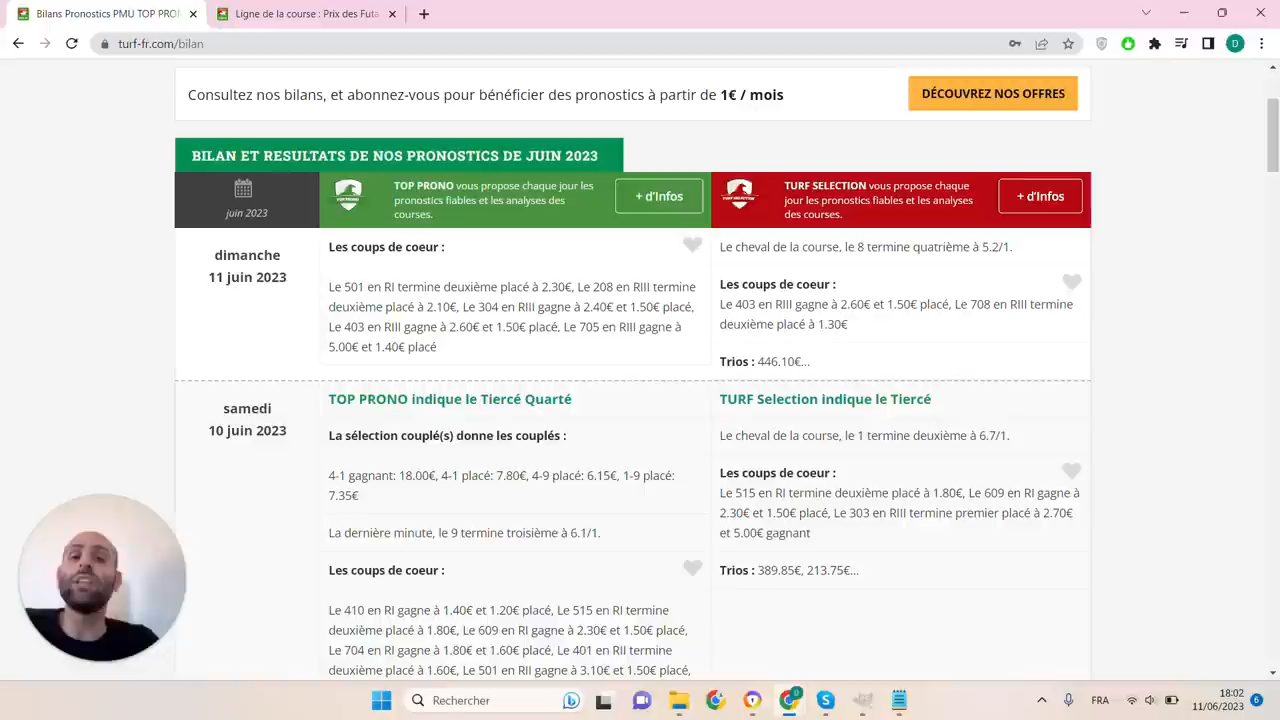 Bilans Pronostics PMU TOP PRON
Ligne de la course : Prix des Futa
turf-fr.com/bilan
D
Consultez nos bilans, et abonnez-vous pour bénéficier des pronostics à partir de 1€ / mois
DÉCOUVREZ NOS OFFRES
BILAN ET RESULTATS DE NOS PRONOSTICS DE JUIN 2023
juin 2023
TOP PRONO vous propose chaque jour les
pronostics fiables et les analyses des
courses.
+ d’Infos
TURF SELECTION vous propose chaque
jour les pronostics fiables et les analyses
des courses.
+ d’Infos
dimanche
11 juin 2023
Les coups de coeur :
Le 501 en RI termine deuxième placé à 2.30€, Le 208 en RIII termine
deuxième placé à 2.10€, Le 304 en RIII gagne à 2.40€ et 1.50€ placé,
Le 403 en RIII gagne à 2.60€ et 1.50€ placé, Le 705 en RIII gagne à
5.00€ et 1.40€ placé
Le cheval de la course, le 8 termine quatrième à 5.2/1.
Les coups de coeur :
Le 403 en RIII gagne à 2.60€ et 1.50€ placé, Le 708 en RIII termine
deuxième placé à 1.30€
Trios : 446.10€...
samedi
10 juin 2023
TOP PRONO indique le Tiercé Quarté
La sélection couplé(s) donne les couplés :
4-1 gagnant: 18.00€, 4-1 placé: 7.80€, 4-9 placé: 6.15€, 1-9 placé:
7.35€
La dernière minute, le 9 termine troisième à 6.1/1.
Les coups de coeur :
Le 410 en RI gagne à 1.40€ et 1.20€ placé, Le 515 en RI termine
deuxième placé à 1.80€, Le 609 en RI gagne à 2.30€ et 1.50€ placé,
Le 704 en RI gagne à 1.80€ et 1.60€ placé, Le 401 en RII termine
deuxième placé à 1.60€, Le 501 en RII gagne à 3.10€ et 1.50€ placé,
TURF Selection indique le Tiercé
Le cheval de la course, le 1 termine deuxième à 6.7/1.
Les coups de coeur :
Le 515 en RI termine deuxième placé à 1.80€, Le 609 en RI gagne à
2.30€ et 1.50€ placé, Le 303 en RIII termine premier placé à 2.70€
et 5.00€ gagnant
Trios : 389.85€, 213.75€...
Rechercher
FRA
18:02
11/06/2023
6